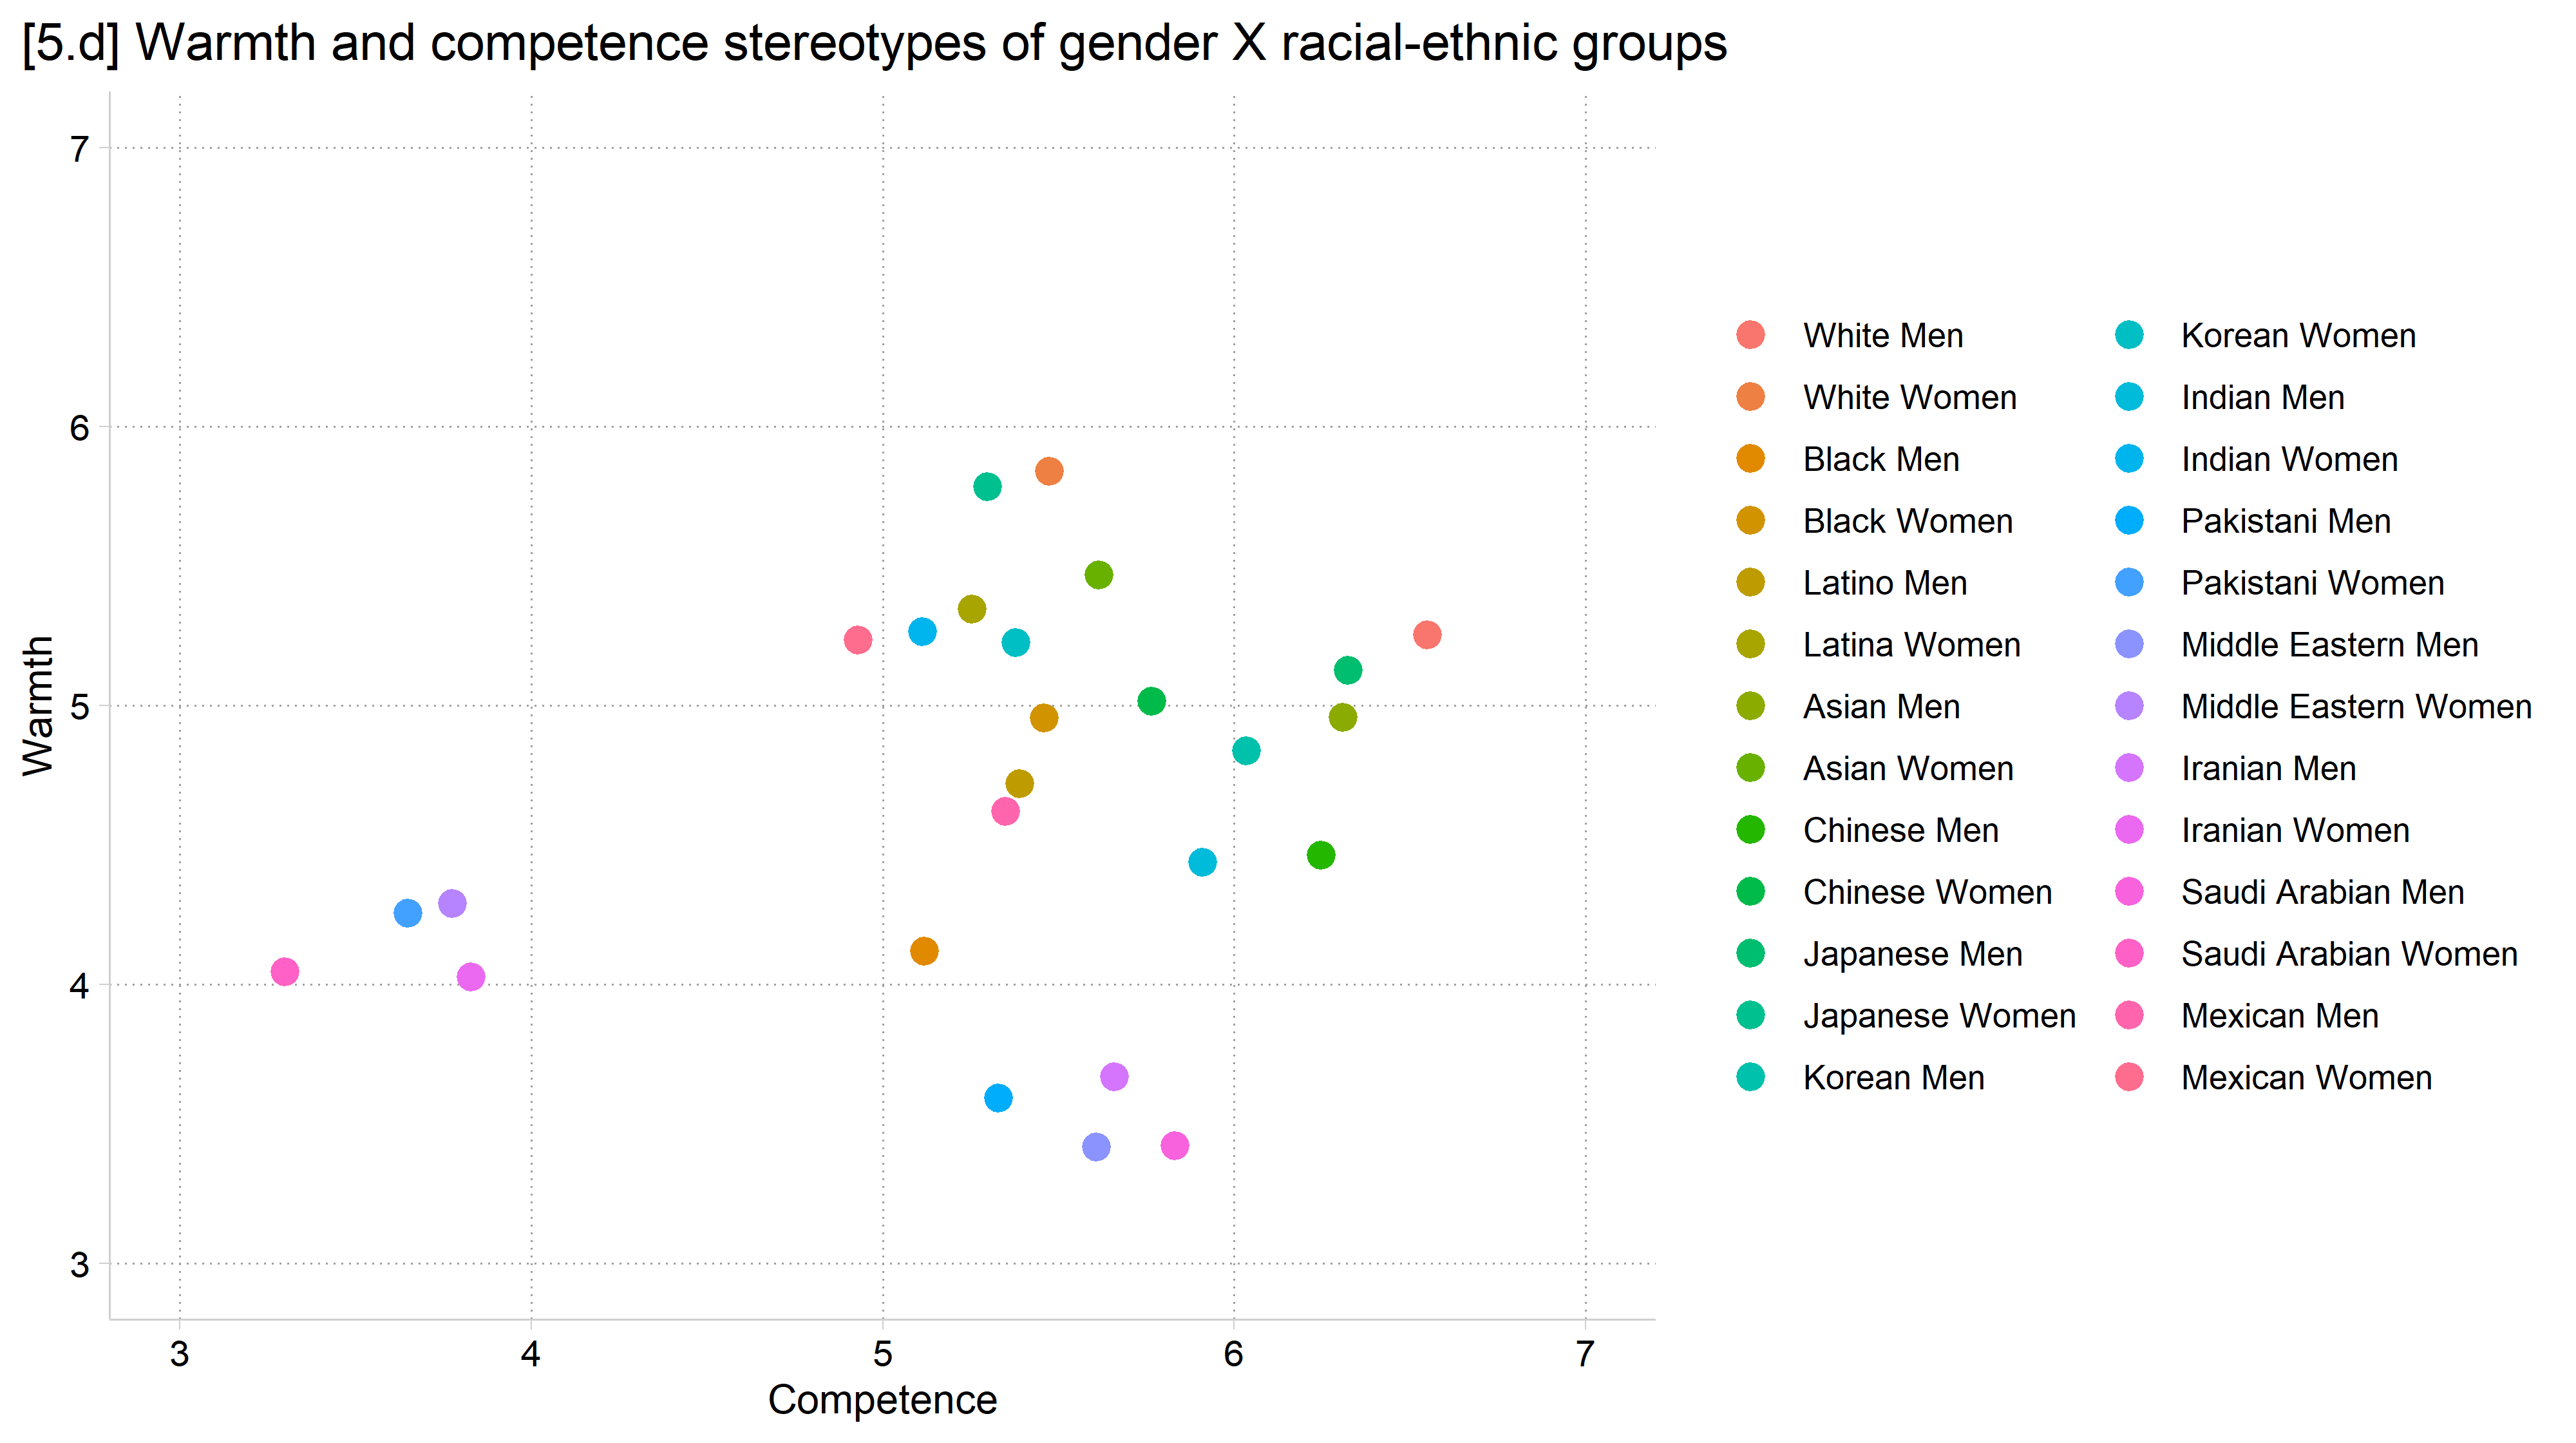 [5.d] Warmth and competence stereotypes of gender X racial-ethnic groups
7
6
5
4
3
Warmth
3 4 5 6 7
Competence
White Men
White Women
Black Men
Black Women
Latino Men
Latina Women
Asian Men
Asian Women
Chinese Men
Chinese Women
Japanese Men
Japanese Women
Korean Men
Korean Women
Indian Men
Indian Women
Pakistani Men
Pakistani Women
Middle Eastern Men
Middle Eastern Women
Iranian Men
Iranian Women
Saudi Arabian Men
Saudi Arabian Women
Mexican Men
Mexican Women